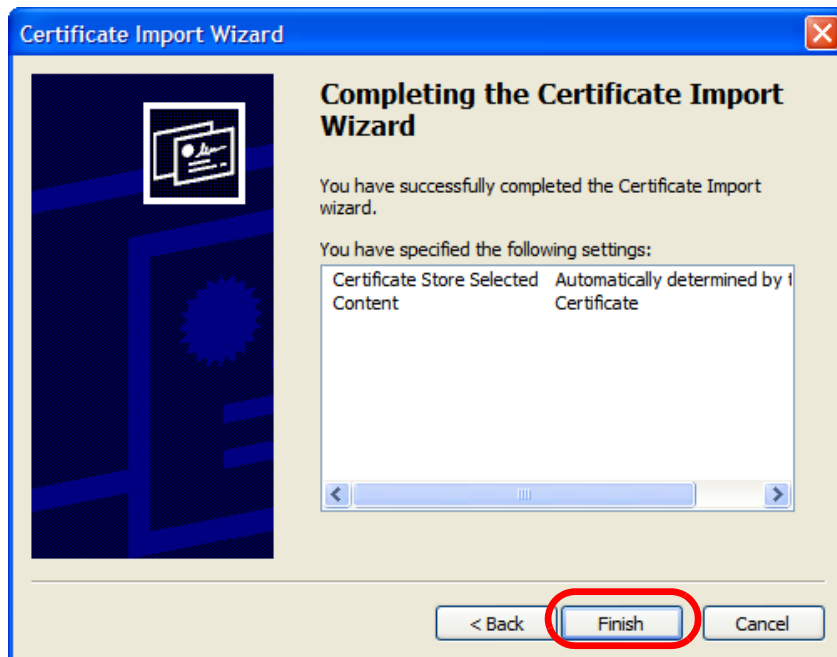 Certificate Import Wizard
Completing the Certificate Import
Wizard
You have successfully completed the Certificate Import
wizard.
You have specified the following settings:
Certificate Store Selected Automatically determined by t
Content Certificate
< Back Finish Cancel